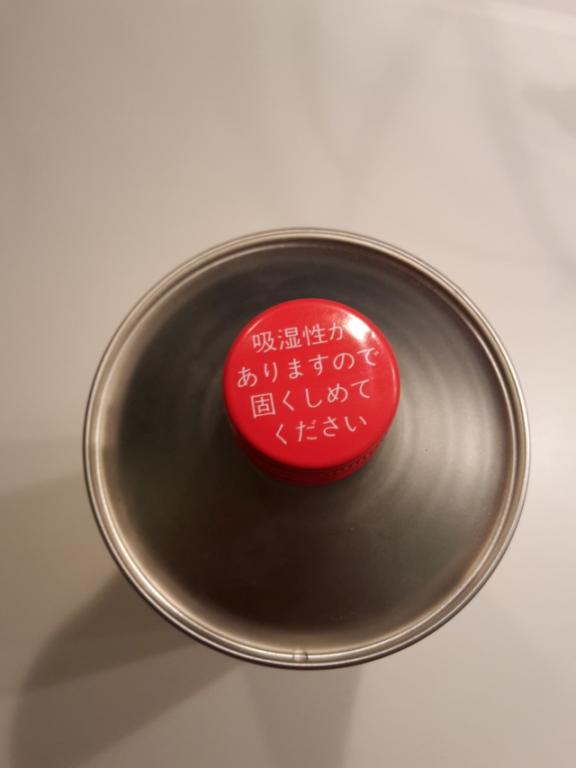 吸湿性が
ありますので
固くしめて
ください